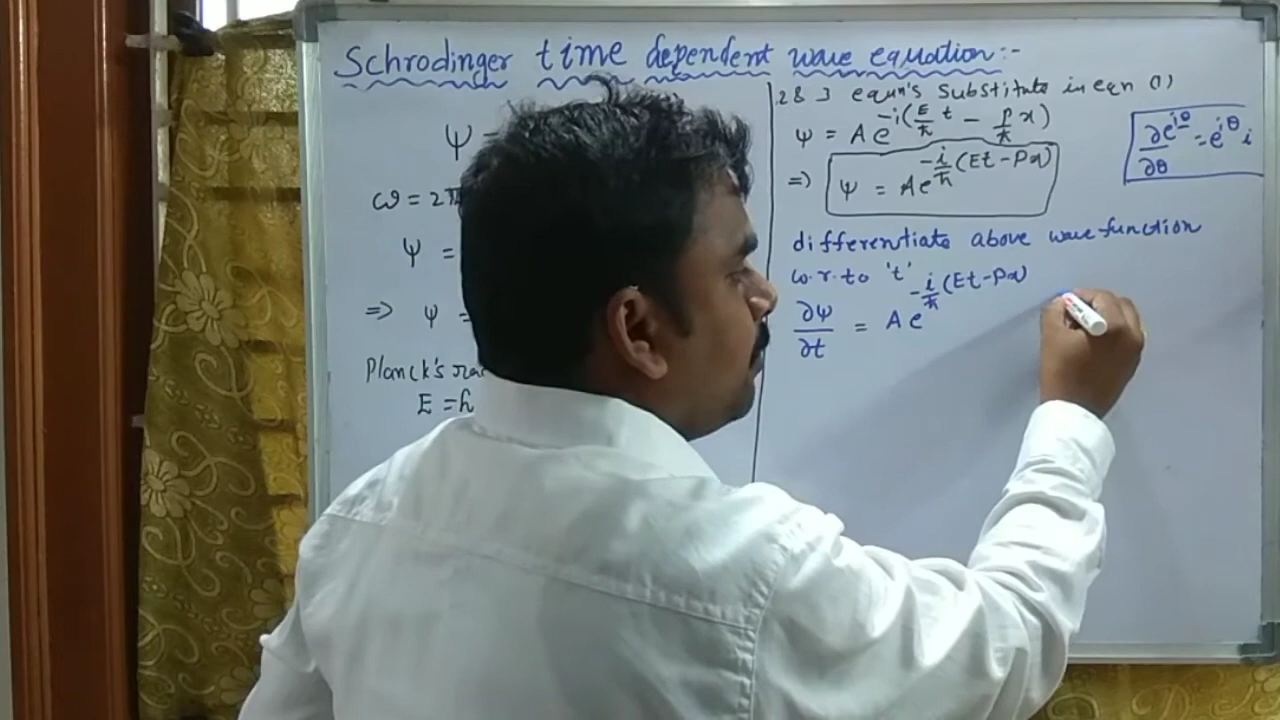 Schrodinger time dependent wave equation:-
ψ =
ω = 2π
ψ =
=> ψ =
Planck's
E = h
2 & 3 equn's substitute in eqn (1)
ψ = A e^{-i(E/ħ t - p/ħ x)}
=> ψ = A e^{-i/ħ (Et - Px)}
∂e^{iθ}/∂θ = e^{iθ} i
differentiate above wave function
w.r.to 't'
∂ψ/∂t = A e^{-i/ħ (Et-Px)}